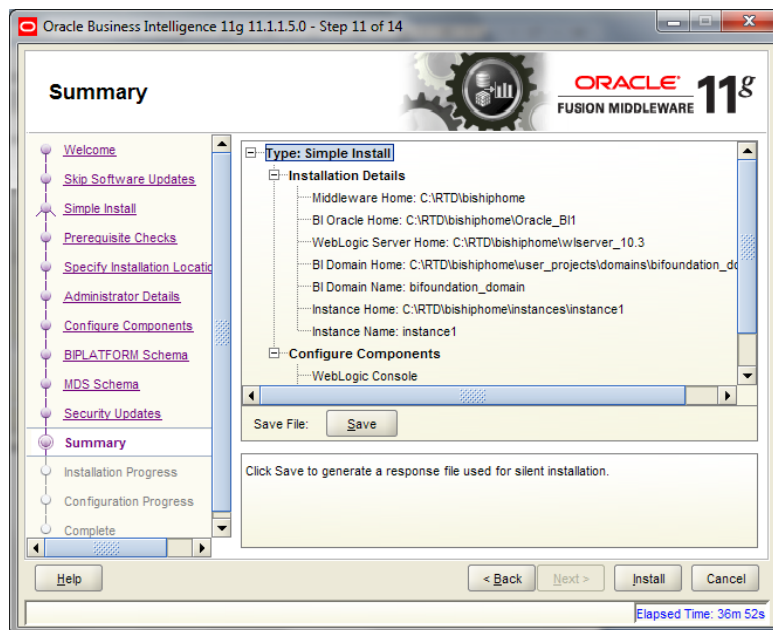 Oracle Business Intelligence 11g 11.1.1.5.0 - Step 11 of 14
Summary
ORACLE
FUSION MIDDLEWARE
11g
Welcome
Skip Software Updates
Simple Install
Prerequisite Checks
Specify Installation Locatic
Administrator Details
Configure Components
BIPLATFORM Schema
MDS Schema
Security Updates
Summary
Installation Progress
Configuration Progress
Complete
Type: Simple Install
Installation Details
Middleware Home: C:\RTD\bishiphome
BI Oracle Home: C:\RTD\bishiphome\Oracle_BI1
WebLogic Server Home: C:\RTD\bishiphome\wlserver_10.3
BI Domain Home: C:\RTD\bishiphome\user_projects\domains\bifoundation_do
BI Domain Name: bifoundation_domain
Instance Home: C:\RTD\bishiphome\instances\instance1
Instance Name: instance1
Configure Components
WebLogic Console
Save File: Save
Click Save to generate a response file used for silent installation.
Help < Back Next > Install Cancel
Elapsed Time: 36m 52s